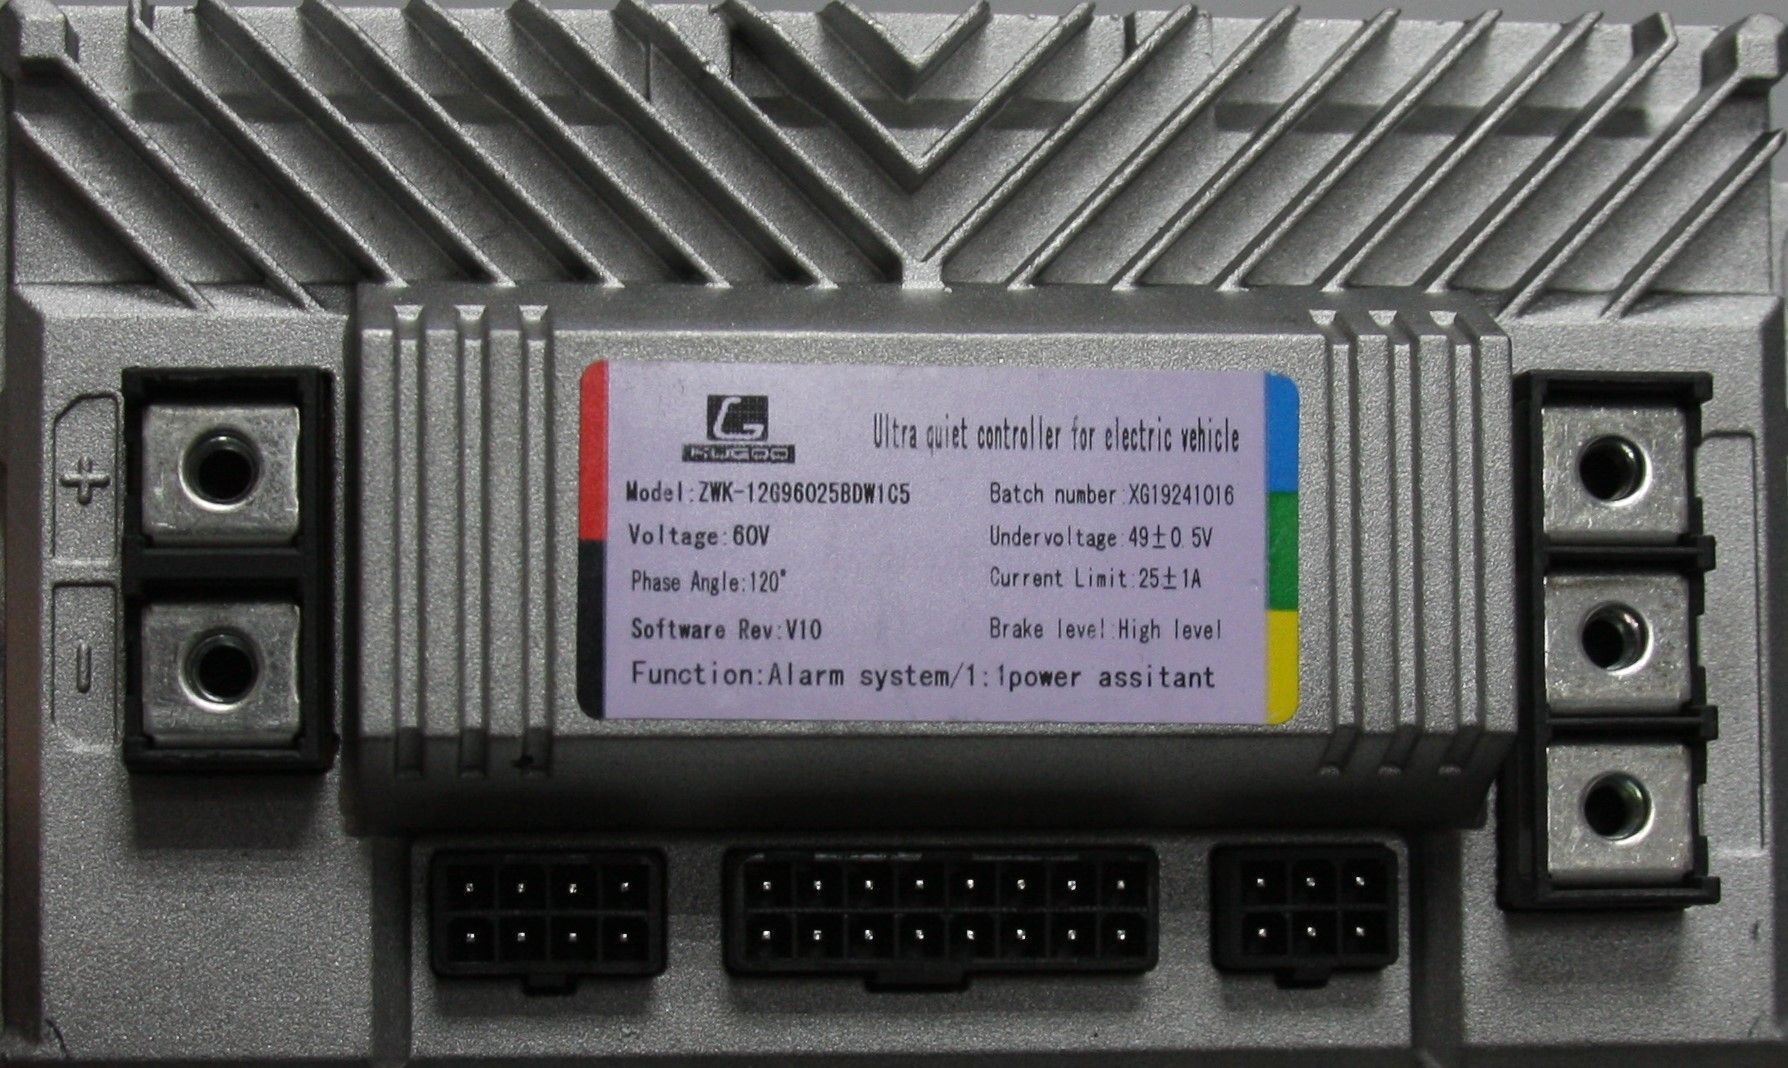 KUGOO
Ultra quiet controller for electric vehicle
Model:ZWK-12G96025BDW1C5 Batch number:XG19241016
Voltage:60V Undervoltage:49±0.5V
Phase Angle:120° Current Limit:25±1A
Software Rev:V10 Brake level:High level
Function:Alarm system/1:1power assitant
+
-